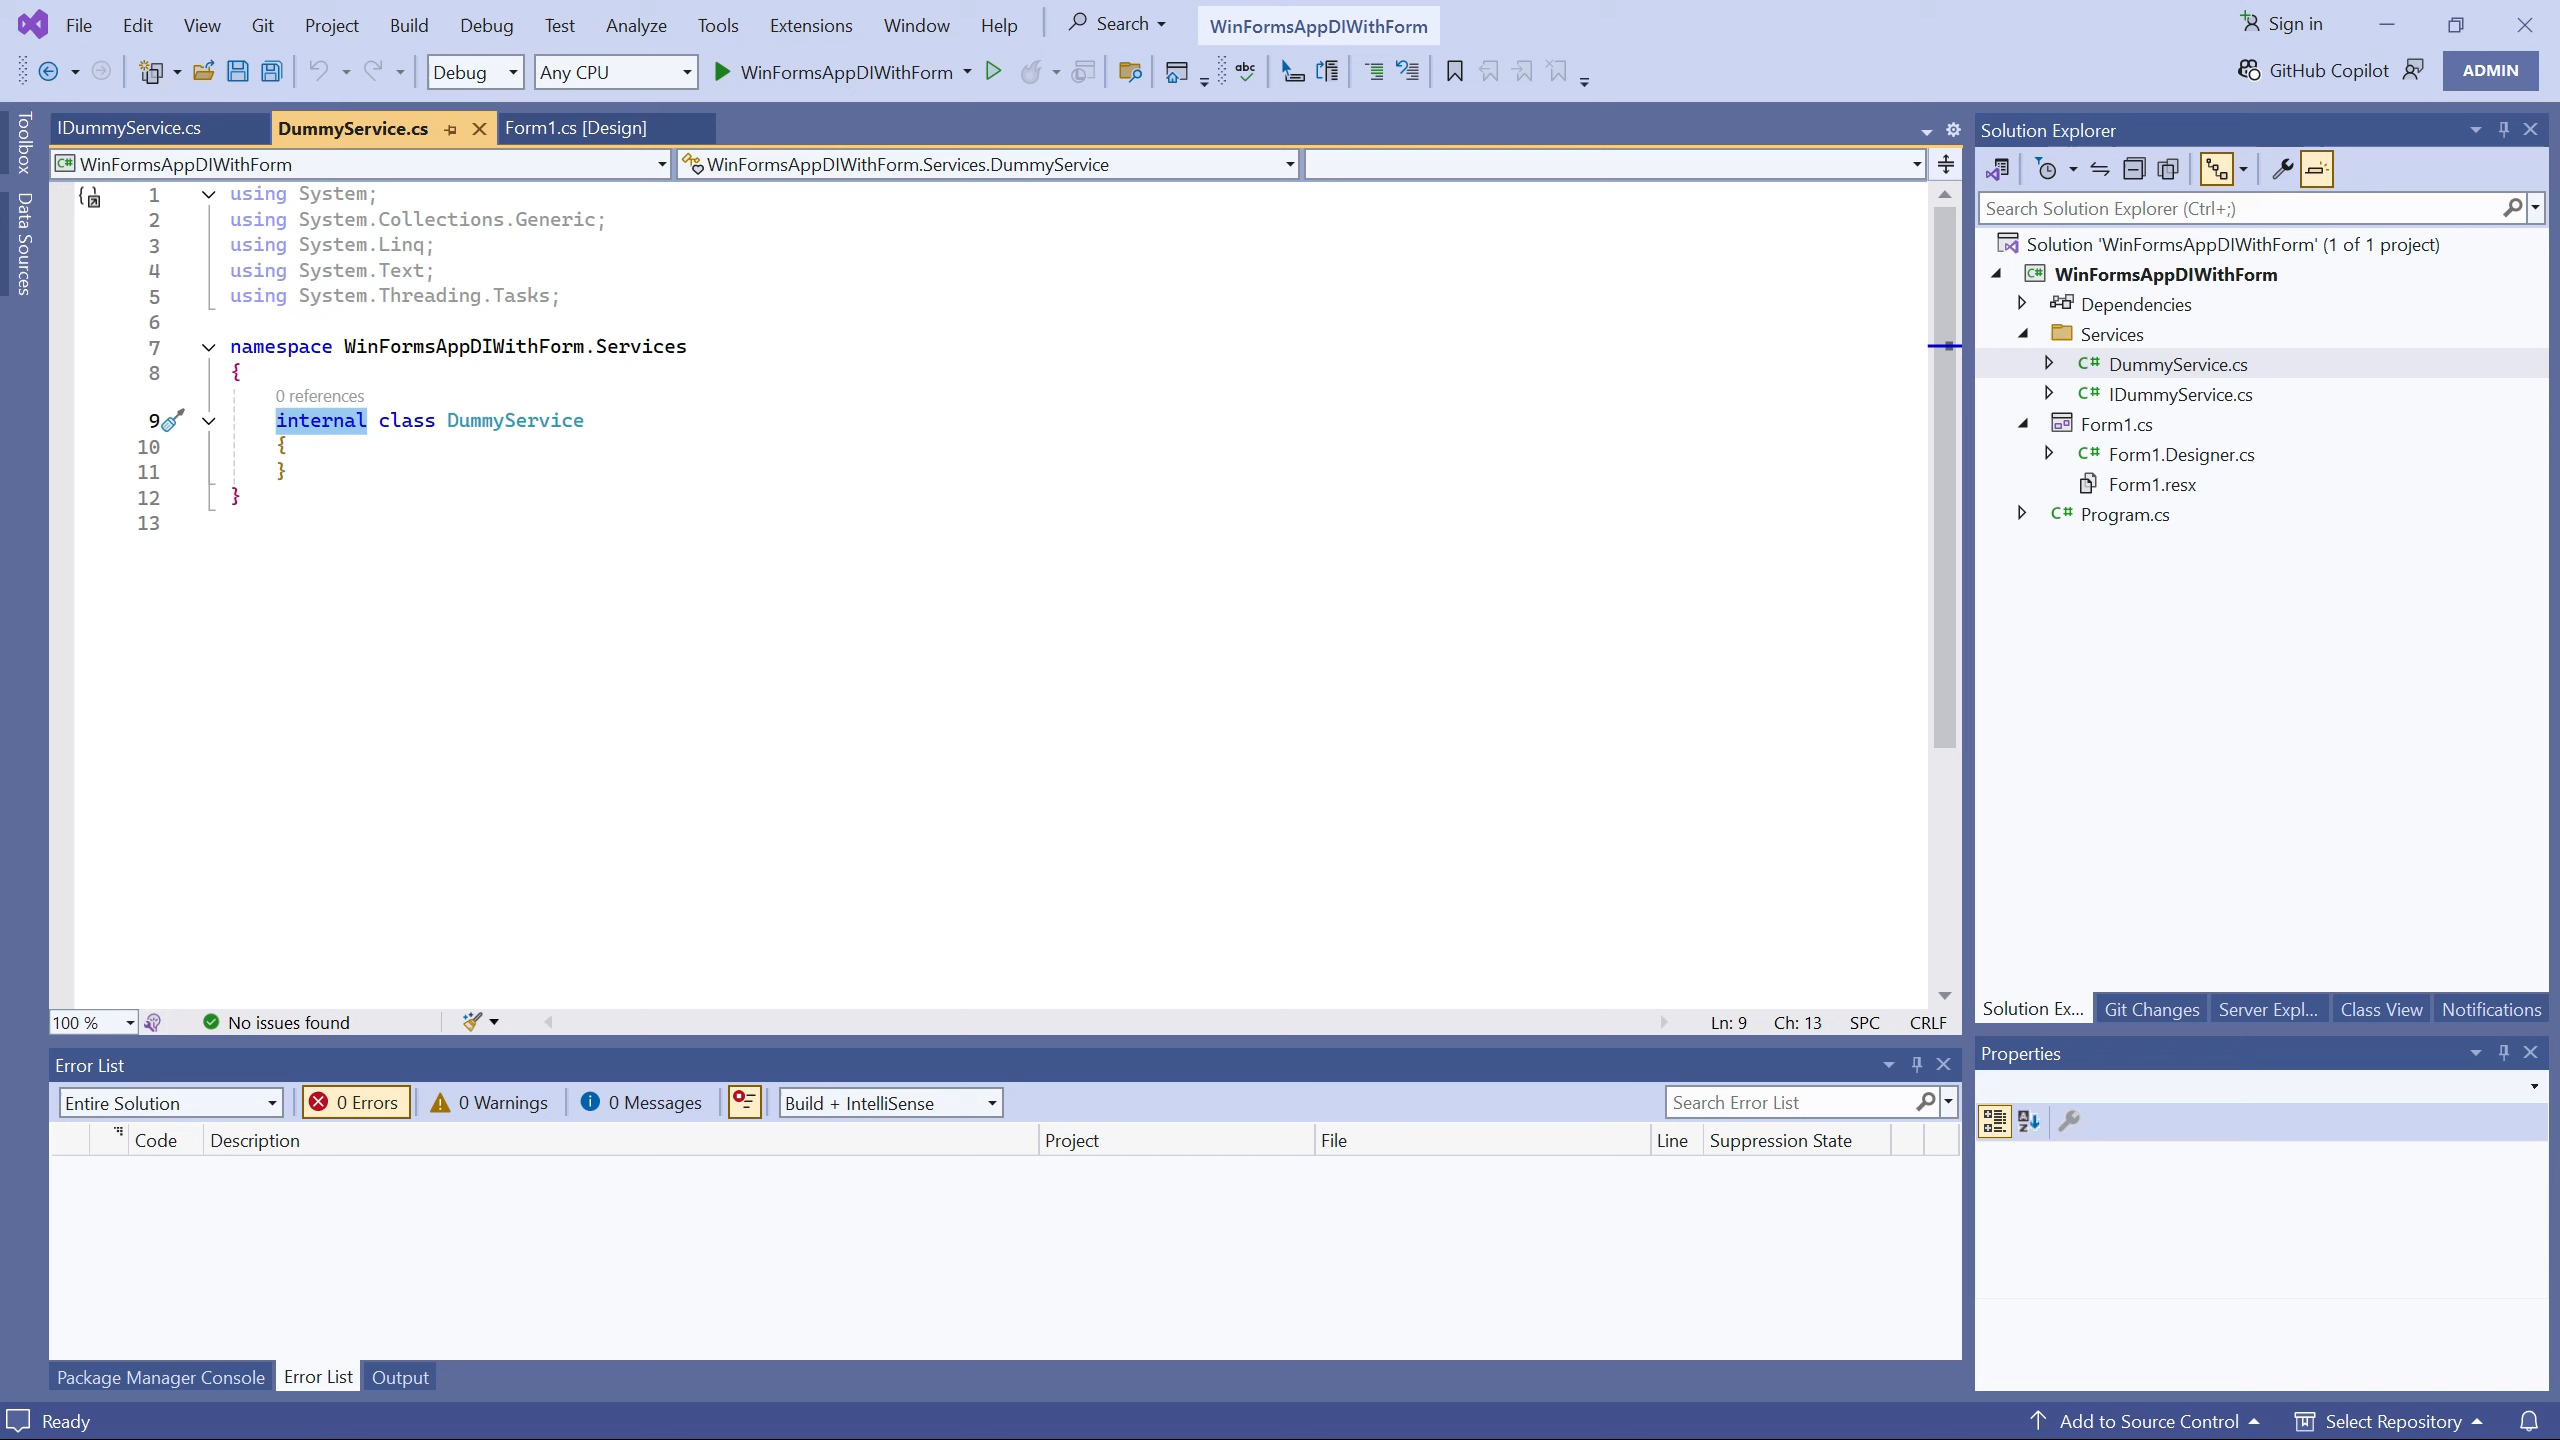 File Edit View Git Project Build Debug Test Analyze Tools Extensions Window Help Search WinFormsAppDIWithForm Sign in
Debug Any CPU WinFormsAppDIWithForm GitHub Copilot ADMIN
Toolbox
Data Sources
IDummyService.cs DummyService.cs Form1.cs [Design]
WinFormsAppDIWithForm WinFormsAppDIWithForm.Services.DummyService
1 using System;
2 using System.Collections.Generic;
3 using System.Linq;
4 using System.Text;
5 using System.Threading.Tasks;
6
7 namespace WinFormsAppDIWithForm.Services
8 {
0 references
9 internal class DummyService
10 {
11 }
12 }
13
100 % No issues found Ln: 9 Ch: 13 SPC CRLF
Error List
Entire Solution 0 Errors 0 Warnings 0 Messages Build + IntelliSense Search Error List
Code Description Project File Line Suppression State
Package Manager Console Error List Output
Solution Explorer
Search Solution Explorer (Ctrl+;)
Solution 'WinFormsAppDIWithForm' (1 of 1 project)
C# WinFormsAppDIWithForm
Dependencies
Services
C# DummyService.cs
C# IDummyService.cs
Form1.cs
C# Form1.Designer.cs
Form1.resx
C# Program.cs
Solution Ex... Git Changes Server Expl... Class View Notifications
Properties
Ready Add to Source Control Select Repository